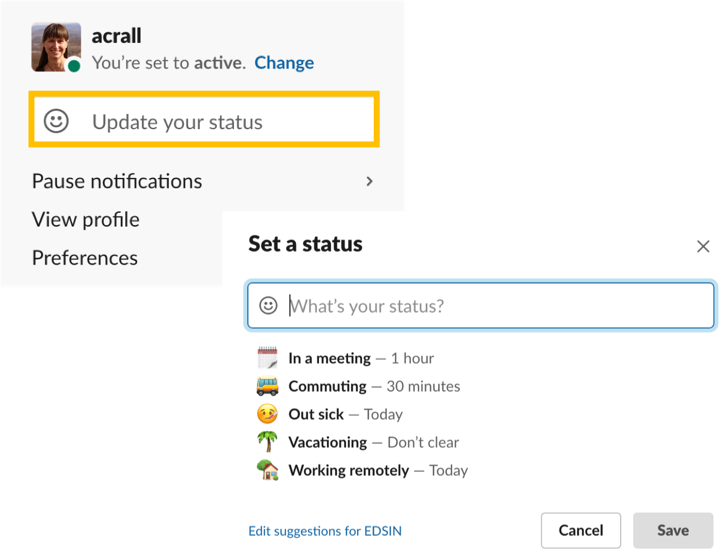 acrall
You’re set to active. Change
Update your status
Pause notifications
View profile
Preferences
Set a status
What’s your status?
In a meeting — 1 hour
Commuting — 30 minutes
Out sick — Today
Vacationing — Don’t clear
Working remotely — Today
Edit suggestions for EDSIN
Cancel
Save